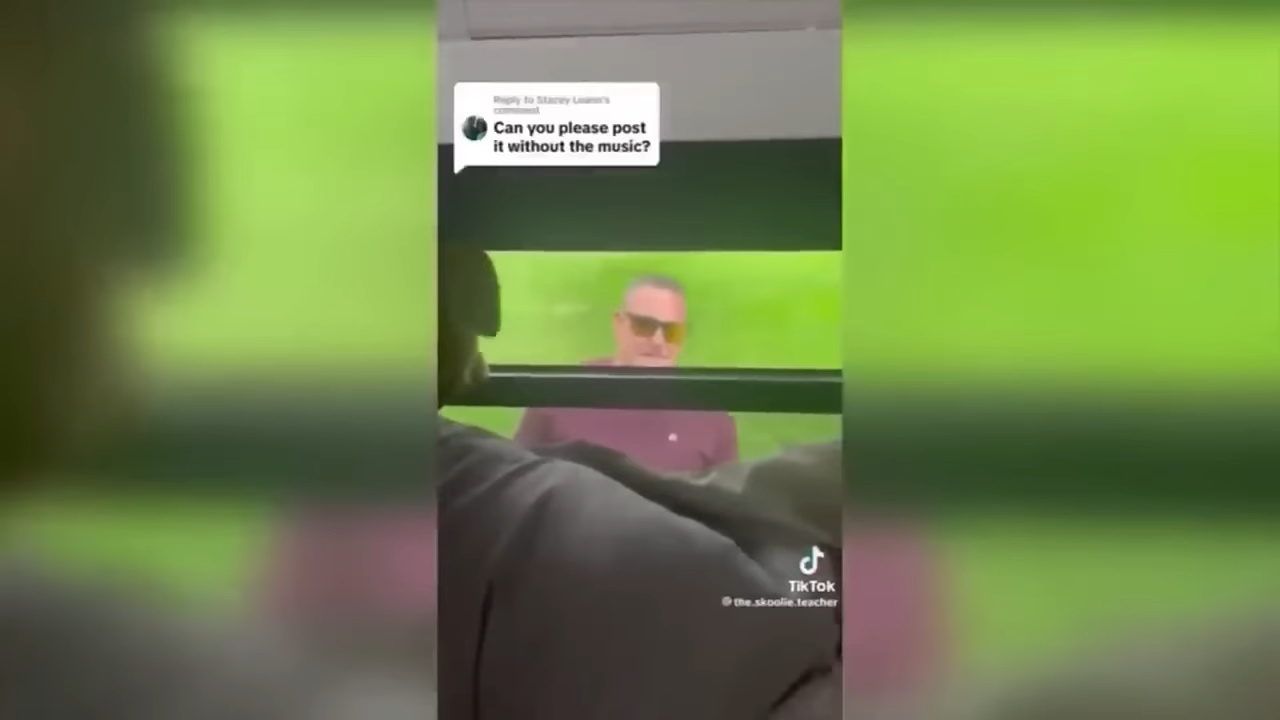 Reply to Stacey Leann's
comment
Can you please post
it without the music?
TikTok
@the.skoolie.teacher